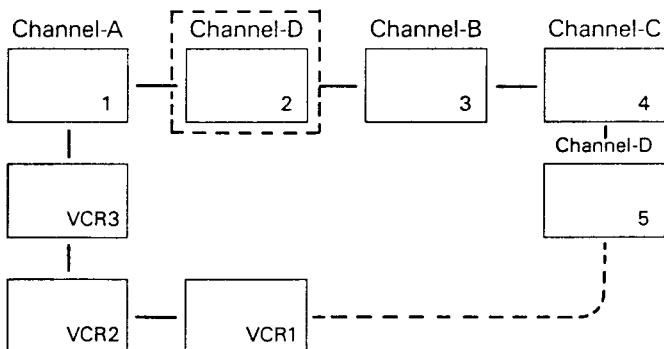 Channel-A
Channel-D
Channel-B
Channel-C
1
2
3
4
Channel-D
VCR3
5
VCR2
VCR1